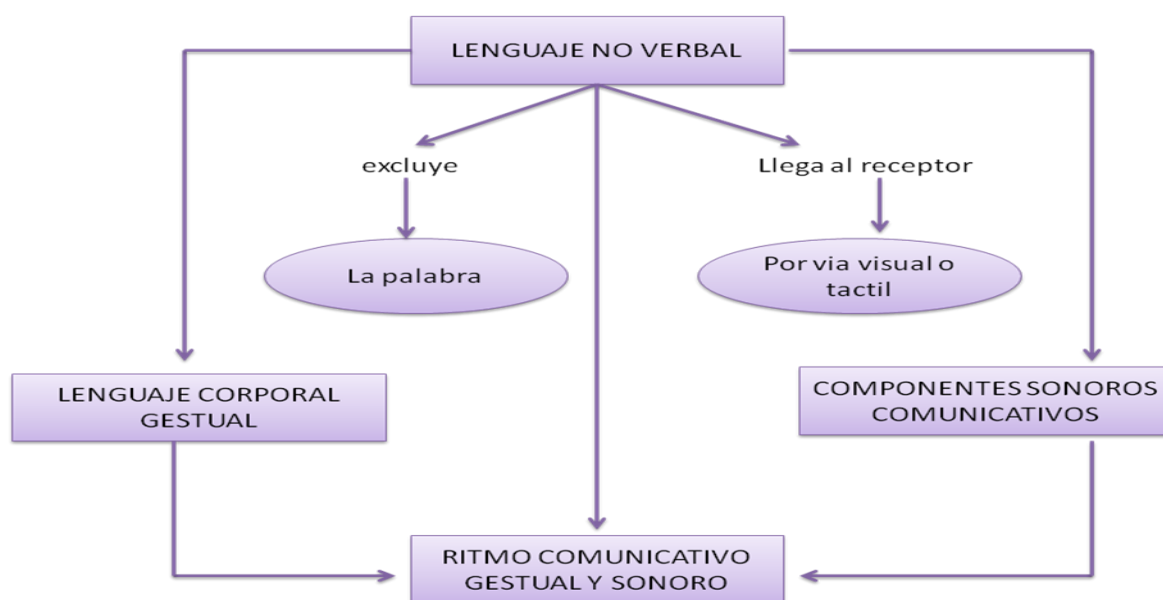 LENGUAJE NO VERBAL
excluye
Llega al receptor
La palabra
Por via visual o
tactil
LENGUAJE CORPORAL
GESTUAL
COMPONENTES SONOROS
COMUNICATIVOS
RITMO COMUNICATIVO
GESTUAL Y SONORO